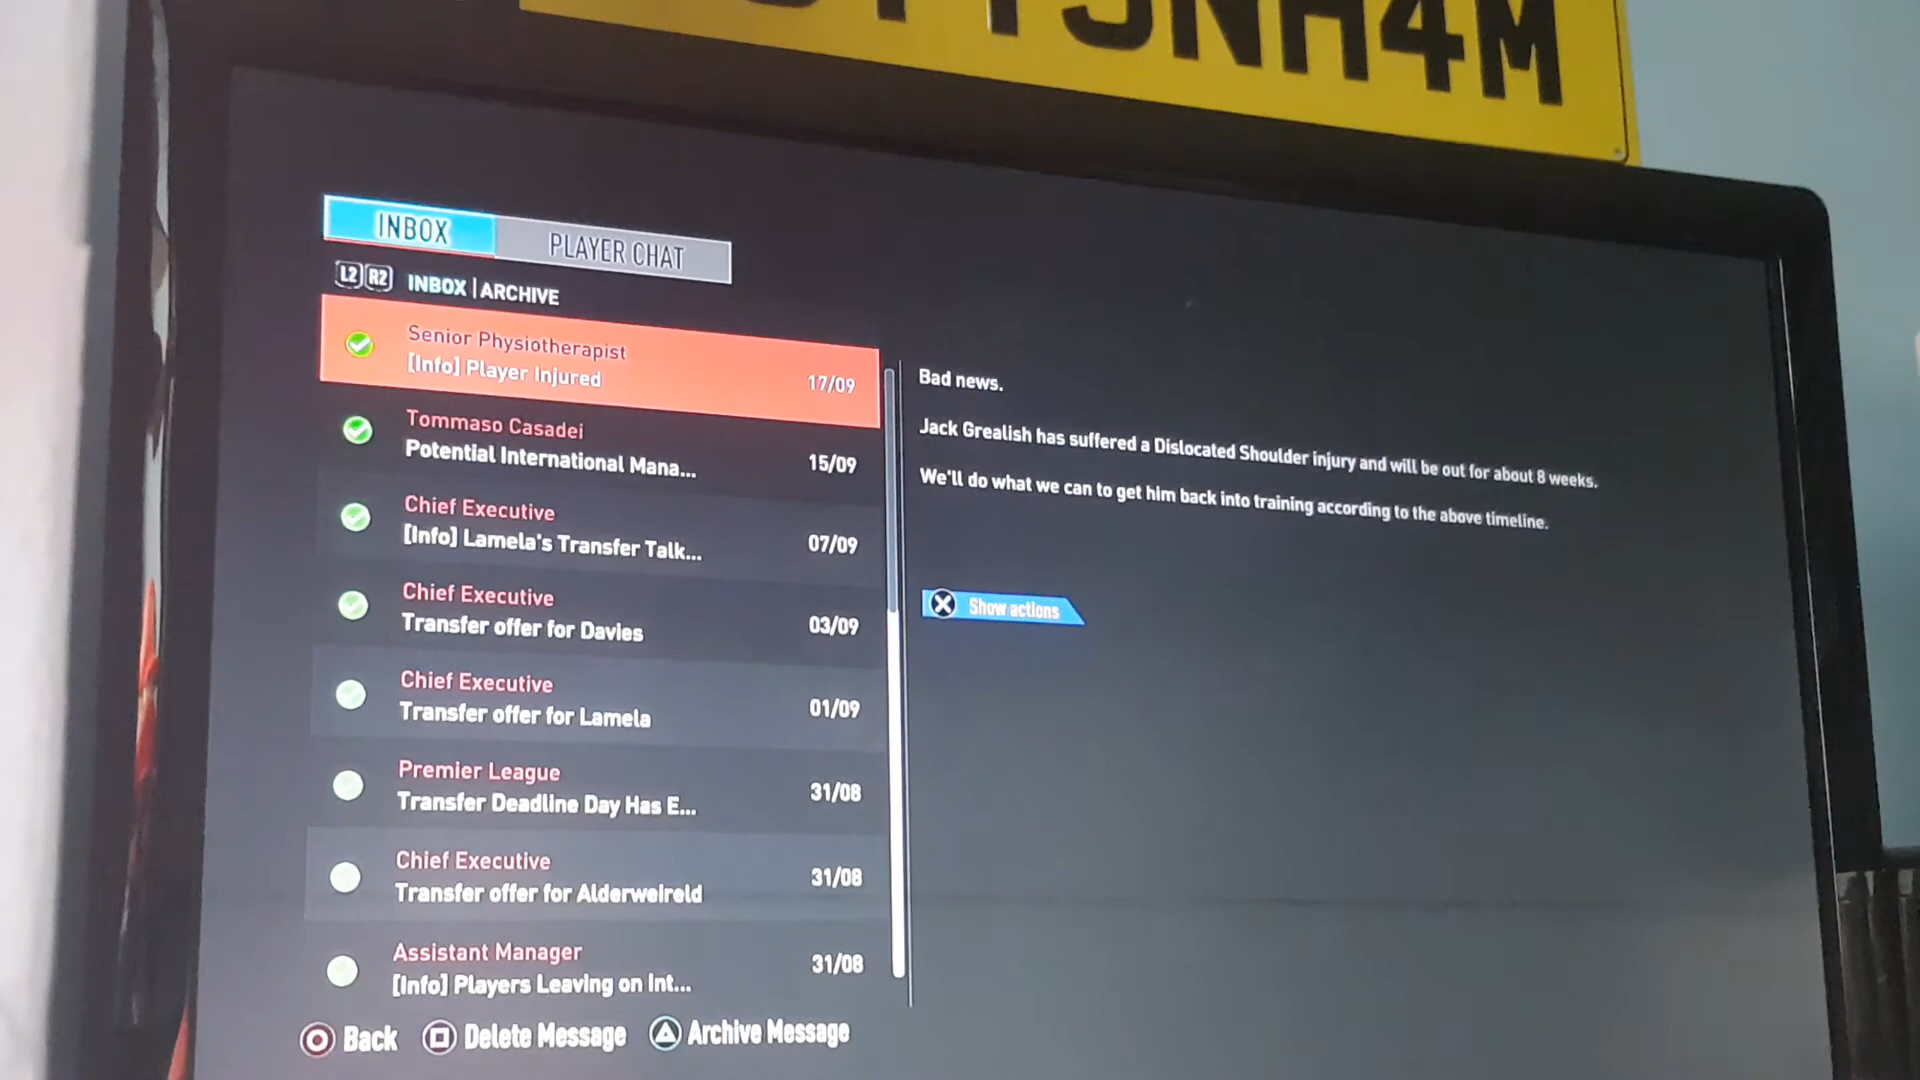 INBOX
PLAYER CHAT
L2 R2 INBOX | ARCHIVE
Senior Physiotherapist
[Info] Player Injured
17/09
Tommaso Casadei
Potential International Mana...
15/09
Chief Executive
[Info] Lamela's Transfer Talk...
07/09
Chief Executive
Transfer offer for Davies
03/09
Chief Executive
Transfer offer for Lamela
01/09
Premier League
Transfer Deadline Day Has E...
31/08
Chief Executive
Transfer offer for Alderweireld
31/08
Assistant Manager
[Info] Players Leaving on Int...
31/08
Bad news.
Jack Grealish has suffered a Dislocated Shoulder injury and will be out for about 8 weeks.
We'll do what we can to get him back into training according to the above timeline.
Show actions
Back
Delete Message
Archive Message